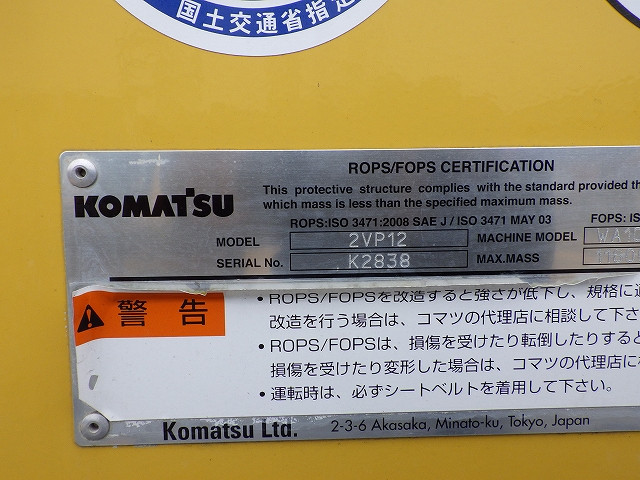 国土交通省指定
ROPS/FOPS CERTIFICATION
KOMATSU
This protective structure complies with the standard provided th
which mass is less than the specified maximum mass.
ROPS:ISO 3471:2008 SAE J / ISO 3471 MAY 03 FOPS: IS
MODEL 2VP12 MACHINE MODEL
SERIAL No. K2838 MAX.MASS
警告
• ROPS/FOPSを改造すると強さが低下し、規格に
改造を行う場合は、コマツの代理店に相談して下さ
• ROPS/FOPSは、損傷を受けたり転倒したりすると
損傷を受けたり変形した場合は、コマツの代理店に
• 運転時は、必ずシートベルトを着用して下さい。
Komatsu Ltd. 2-3-6 Akasaka, Minato-ku, Tokyo, Japan